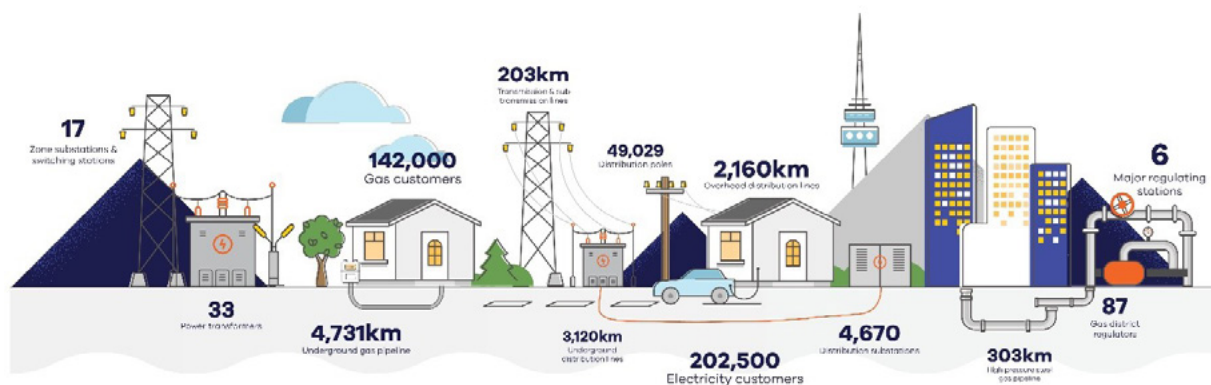 17
Zone substations &
switching stations
33
Power transformers
142,000
Gas customers
4,731km
Underground gas pipeline
203km
Transmission & sub
transmission lines
49,029
Distribution poles
3,120km
Underground
distribution lines
2,160km
Overhead distribution lines
202,500
Electricity customers
4,670
Distribution substations
303km
High pressure steel
gas pipeline
6
Major regulating
stations
87
Gas district
regulators